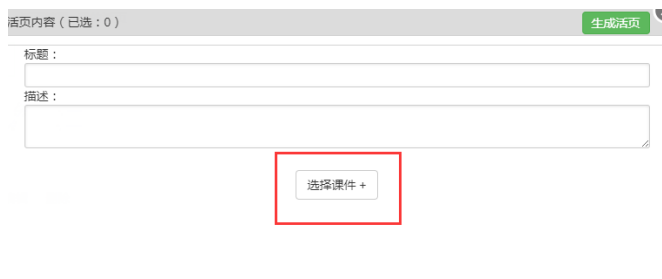 活页内容（已选：0）
生成活页
标题：
描述：
选择课件 +